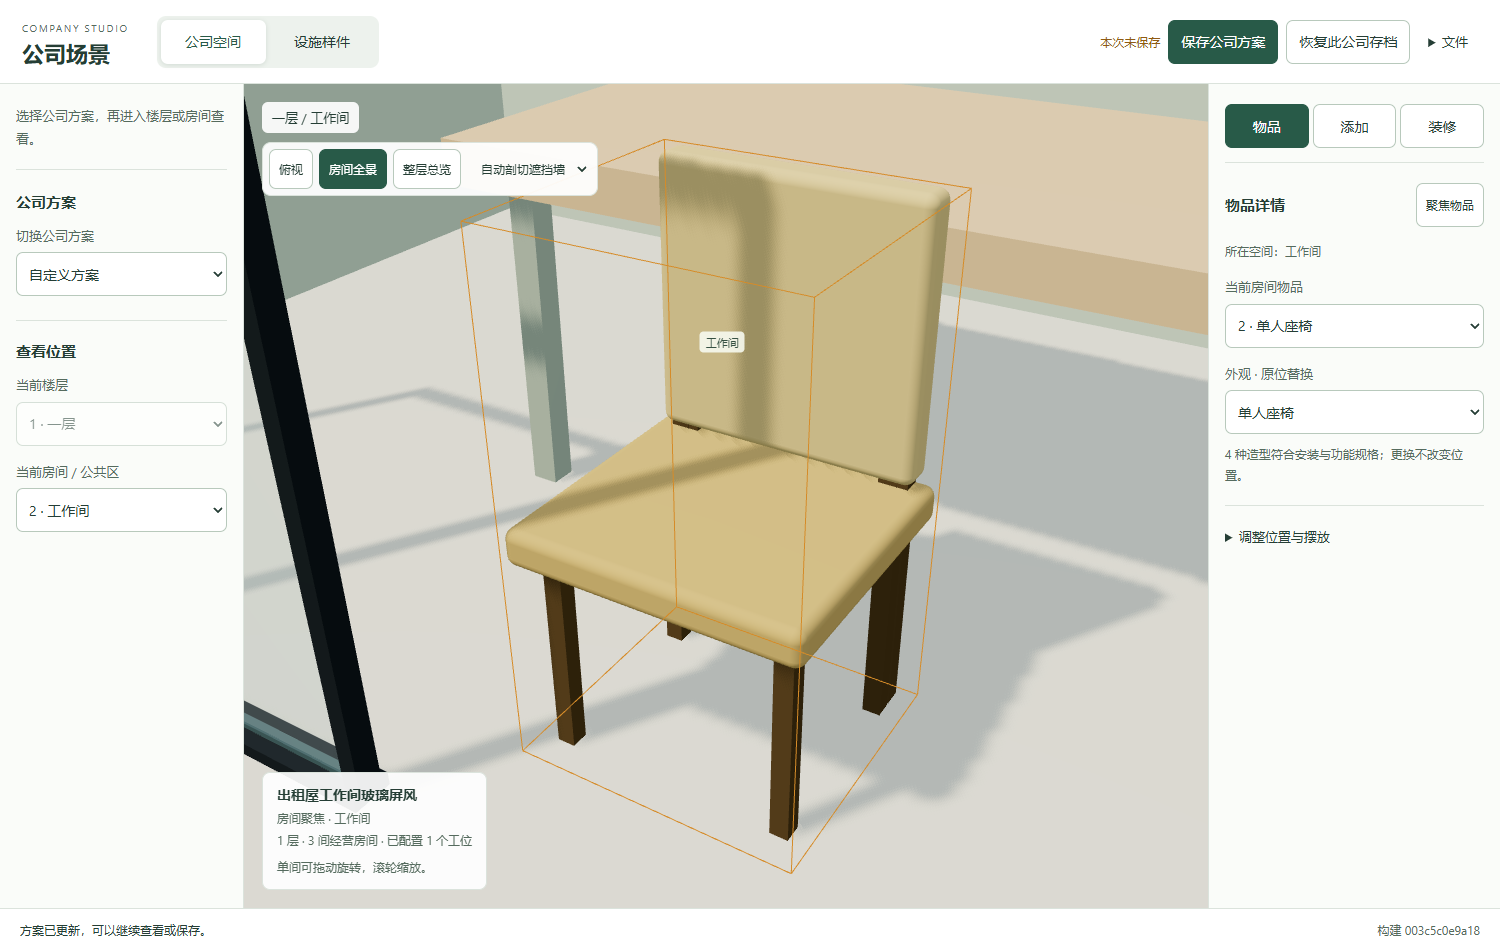 COMPANY STUDIO
公司场景
公司空间
设施样件
本次未保存
保存公司方案
恢复此公司存档
▶ 文件
选择公司方案，再进入楼层或房间查
看。
公司方案
切换公司方案
自定义方案
查看位置
当前楼层
1 · 一层
当前房间 / 公共区
2 · 工作间
一层 / 工作间
俯视
房间全景
整层总览
自动剖切遮挡墙
工作间
出租屋工作间玻璃屏风
房间聚焦 · 工作间
1 层 · 3 间经营房间 · 已配置 1 个工位
单间可拖动旋转，滚轮缩放。
物品
添加
装修
物品详情
聚焦物品
所在空间：工作间
当前房间物品
2 · 单人座椅
外观 · 原位替换
单人座椅
4 种造型符合安装与功能规格；更换不改变位
置。
▶ 调整位置与摆放
方案已更新，可以继续查看或保存。
构建 003c5c0e9a18